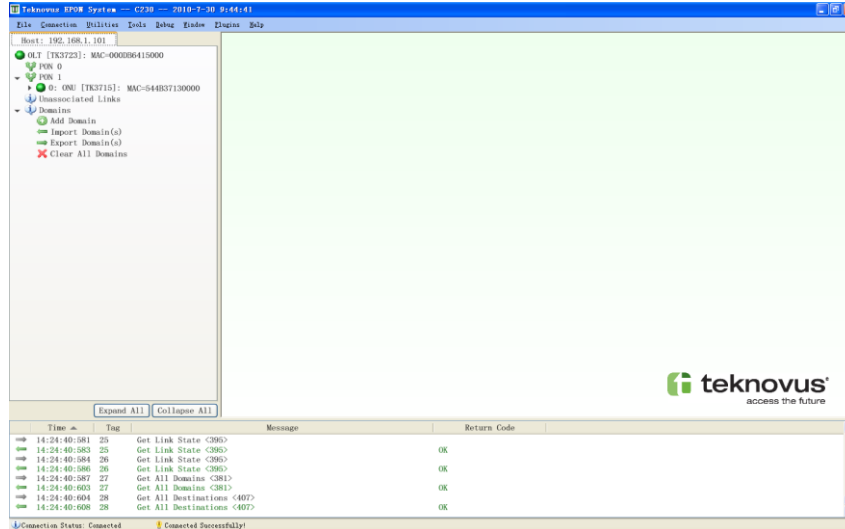 Teknovus EPON System -- C230 -- 2010-7-30 9:44:41
File Connection Utilities Tools Debug Window Plugins Help
Host: 192.168.1.101
OLT [TK3723]: MAC=000DB6415000
PON 0
PON 1
0: ONU [TK3715]: MAC=544B37130000
Unassociated Links
Domains
Add Domain
Import Domain(s)
Export Domain(s)
Clear All Domains
teknovus
access the future
Expand All Collapse All
Time Tag Message Return Code
14:24:40:581 25 Get Link State <395>
14:24:40:583 25 Get Link State <395> OK
14:24:40:584 26 Get Link State <395>
14:24:40:586 26 Get Link State <395> OK
14:24:40:587 27 Get All Domains <381>
14:24:40:603 27 Get All Domains <381> OK
14:24:40:604 28 Get All Destinations <407>
14:24:40:608 28 Get All Destinations <407> OK
Connection Status: Connected Connected Successfully!